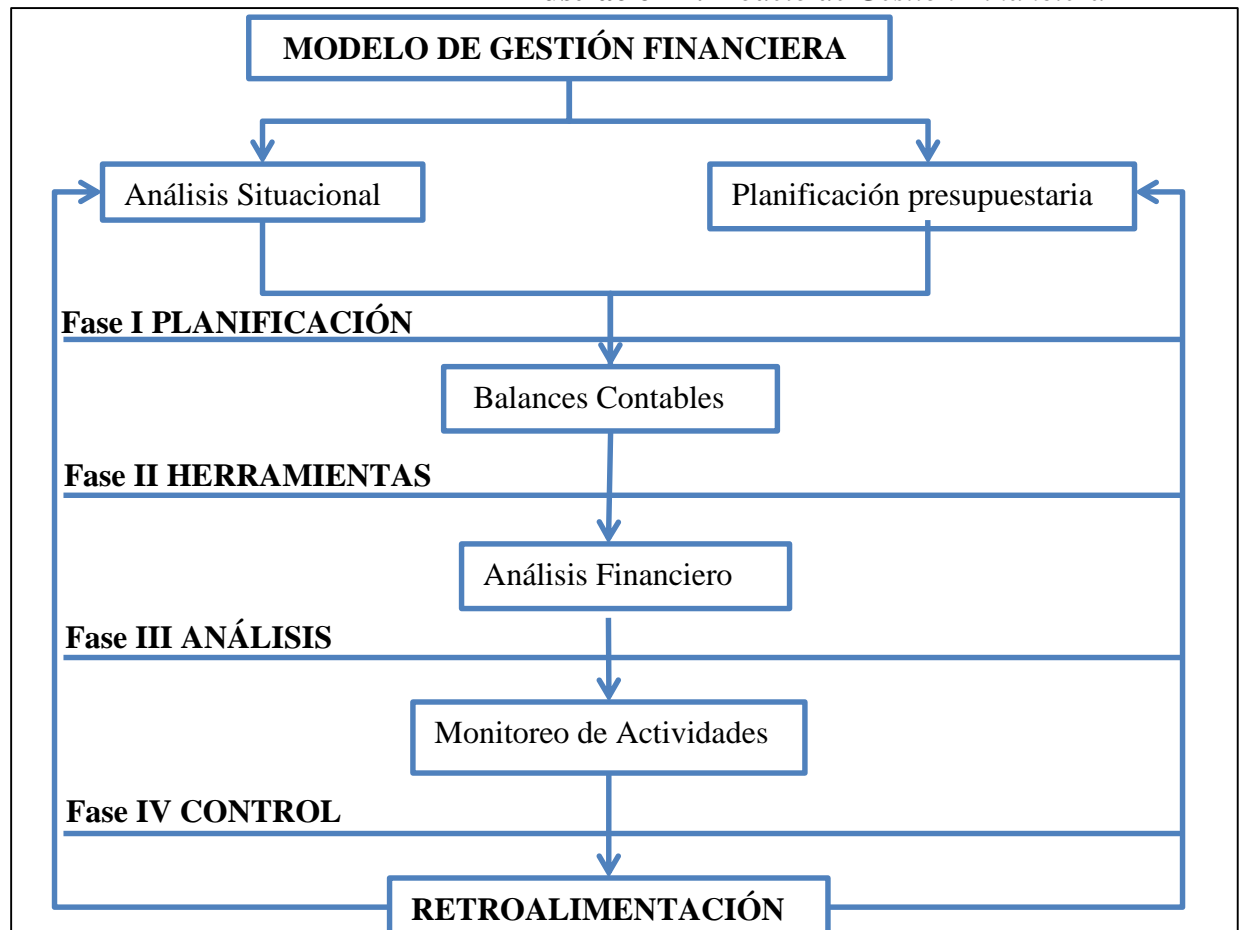 MODELO DE GESTIÓN FINANCIERA
Análisis Situacional
Planificación presupuestaria
Fase I PLANIFICACIÓN
Balances Contables
Fase II HERRAMIENTAS
Análisis Financiero
Fase III ANÁLISIS
Monitoreo de Actividades
Fase IV CONTROL
RETROALIMENTACIÓN